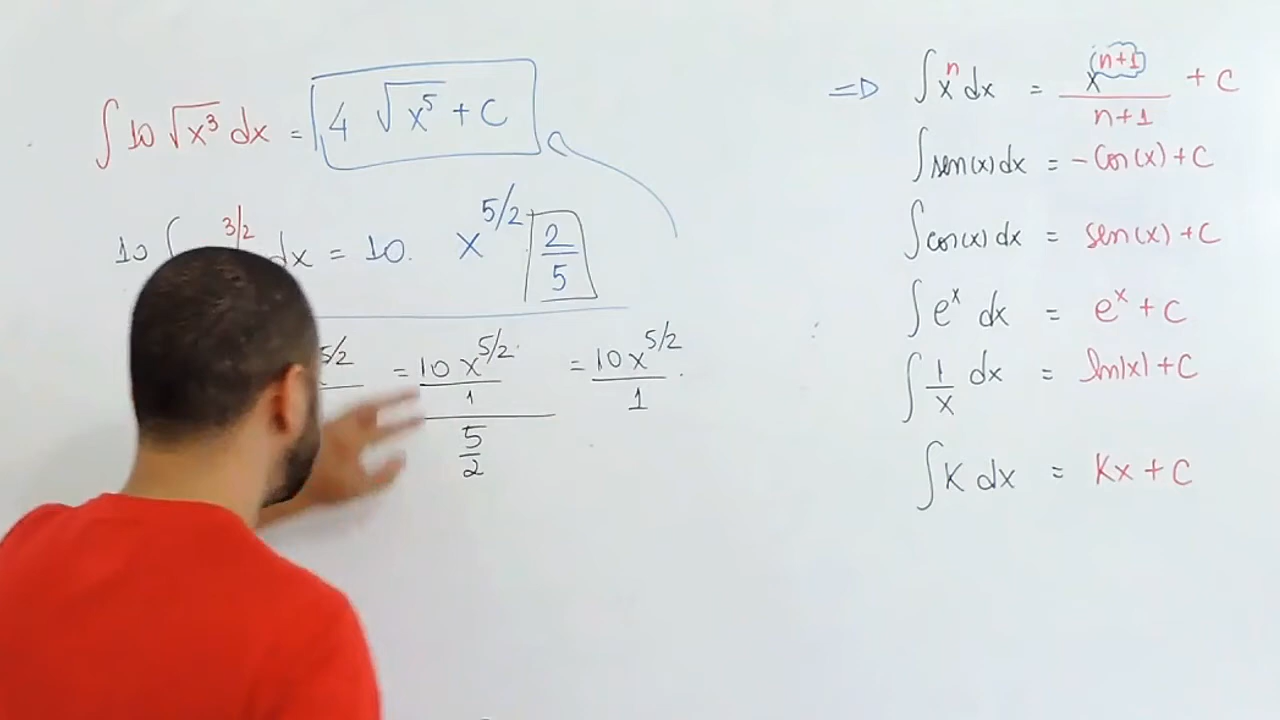 ∫ 10 √x³ dx = 4 √x⁵ + C
10 ∫ 3/2 dx = 10. x^5/2 2/5
5/2 = 10 x^5/2 / 1 / 5/2 = 10 x^5/2 / 1 .
=D ∫ xⁿ dx = x^(n+1) / n+1 + C
∫ sen(x) dx = - Cos(x) + C
∫ cos(x) dx = sen(x) + C
∫ eˣ dx = eˣ + C
∫ 1/x dx = ln|x| + C
∫ K dx = Kx + C